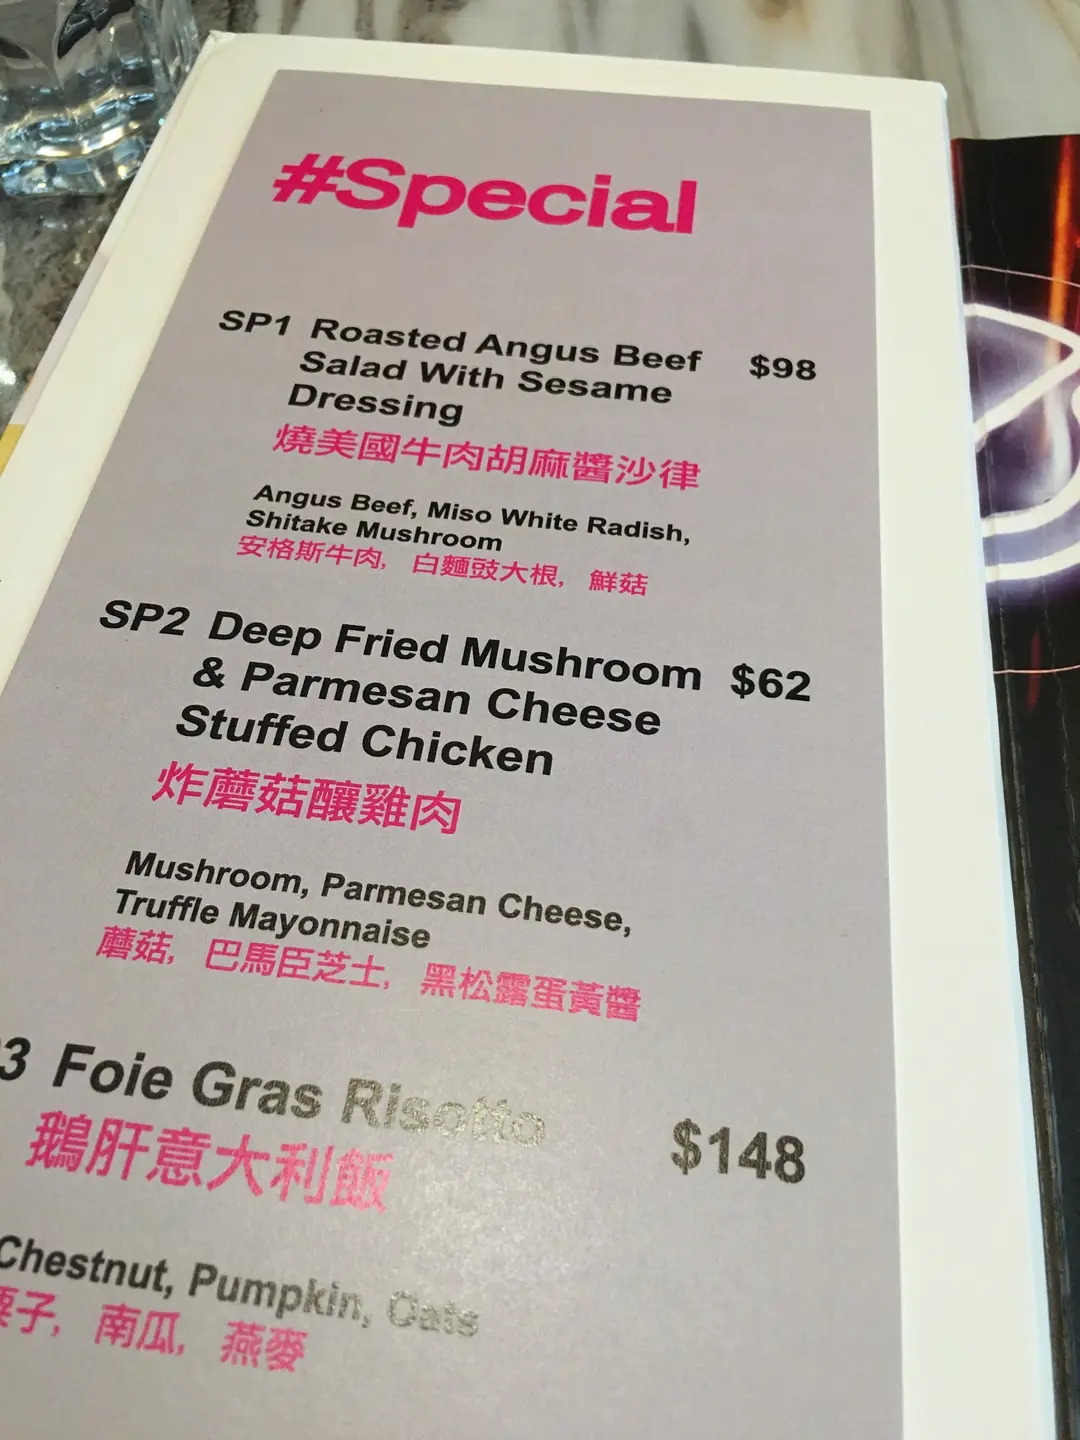 #Special
SP1 Roasted Angus Beef $98
Salad With Sesame
Dressing
燒美國牛肉胡麻醬沙律
Angus Beef, Miso White Radish,
Shitake Mushroom
安格斯牛肉, 白麵豉大根, 鮮菇
SP2 Deep Fried Mushroom $62
& Parmesan Cheese
Stuffed Chicken
炸蘑菇釀雞肉
Mushroom, Parmesan Cheese,
Truffle Mayonnaise
蘑菇, 巴馬臣芝士, 黑松露蛋黃醬
3 Foie Gras Risotto $148
鵝肝意大利飯
Chestnut, Pumpkin, Oats
栗子, 南瓜, 燕麥